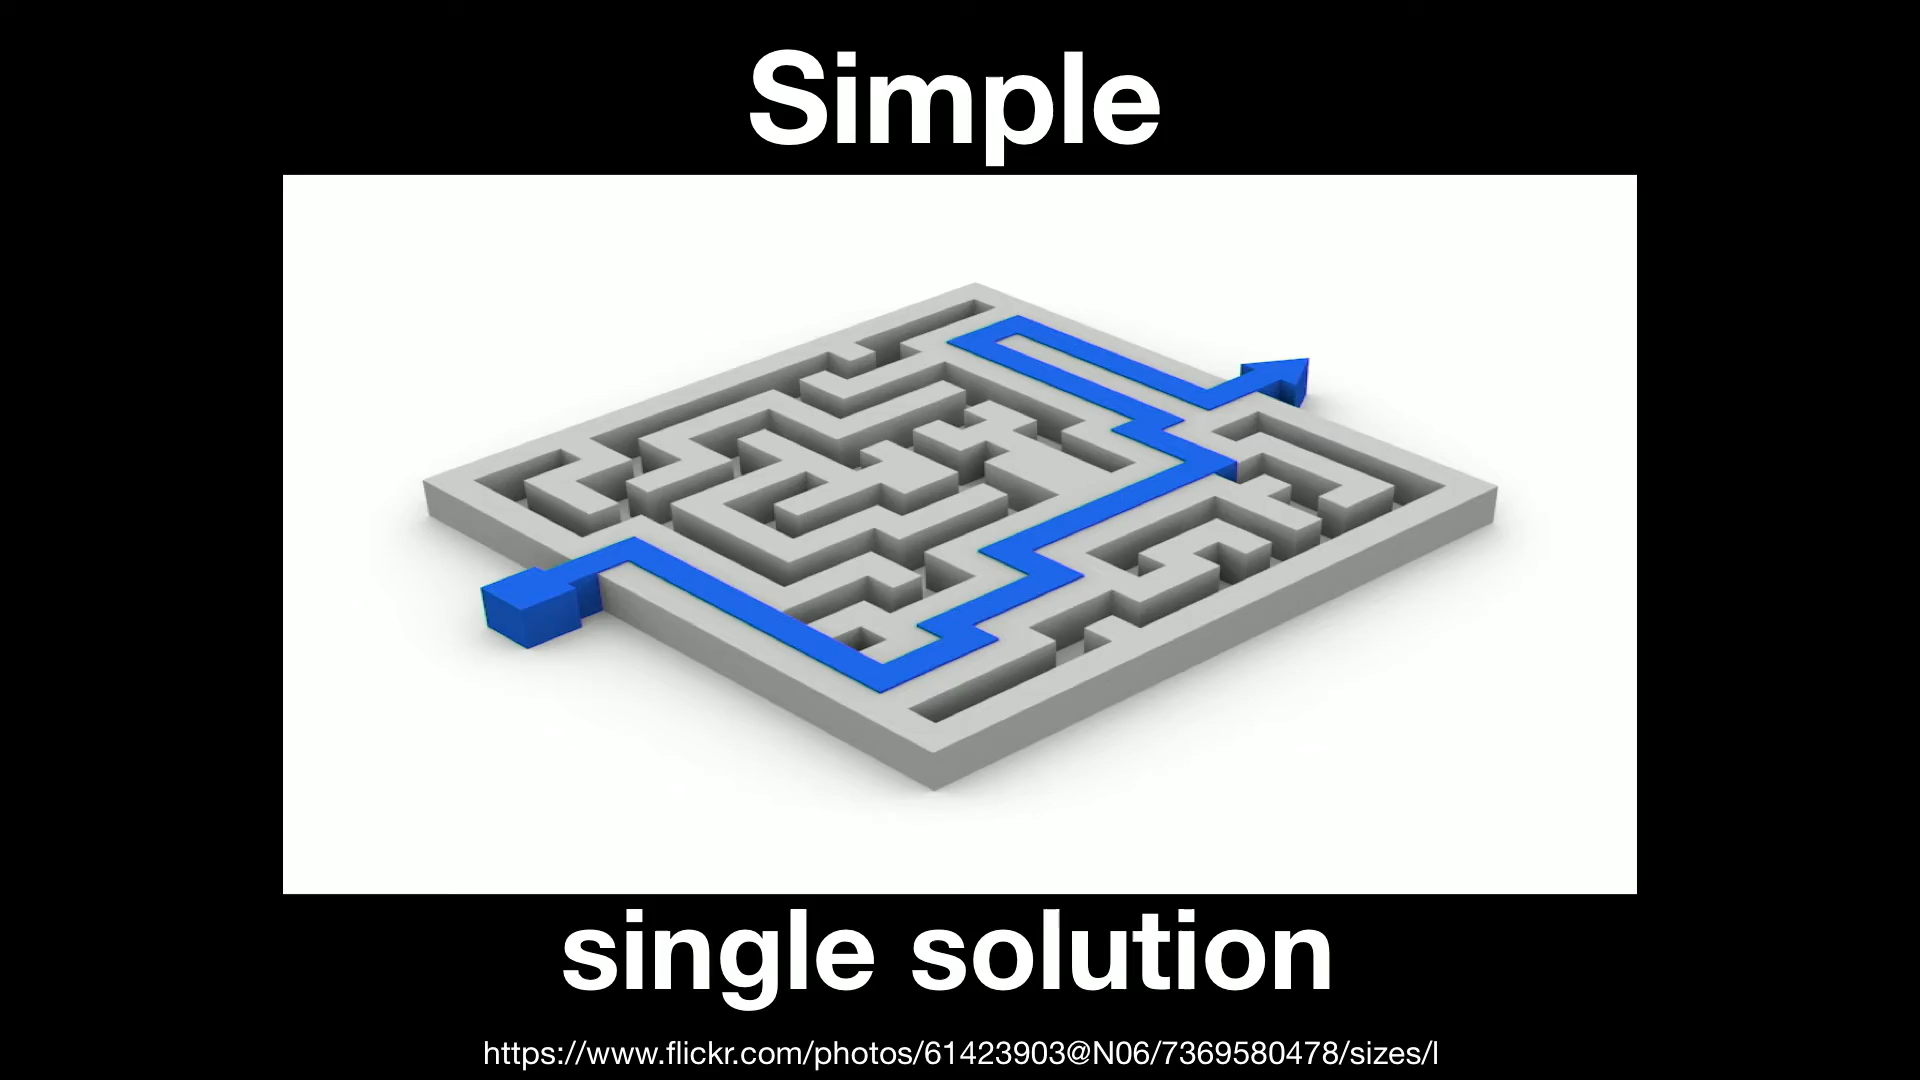 Simple
single solution
https://www.flickr.com/photos/61423903@N06/7369580478/sizes/l